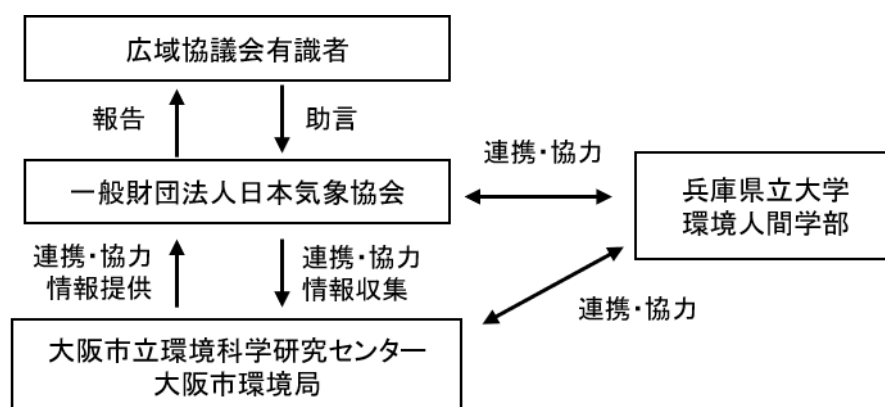 広域協議会有識者
報告
助言
連携・協力
一般財団法人日本気象協会
兵庫県立大学
環境人間学部
連携・協力
情報提供
連携・協力
情報収集
連携・協力
大阪市立環境科学研究センター
大阪市環境局